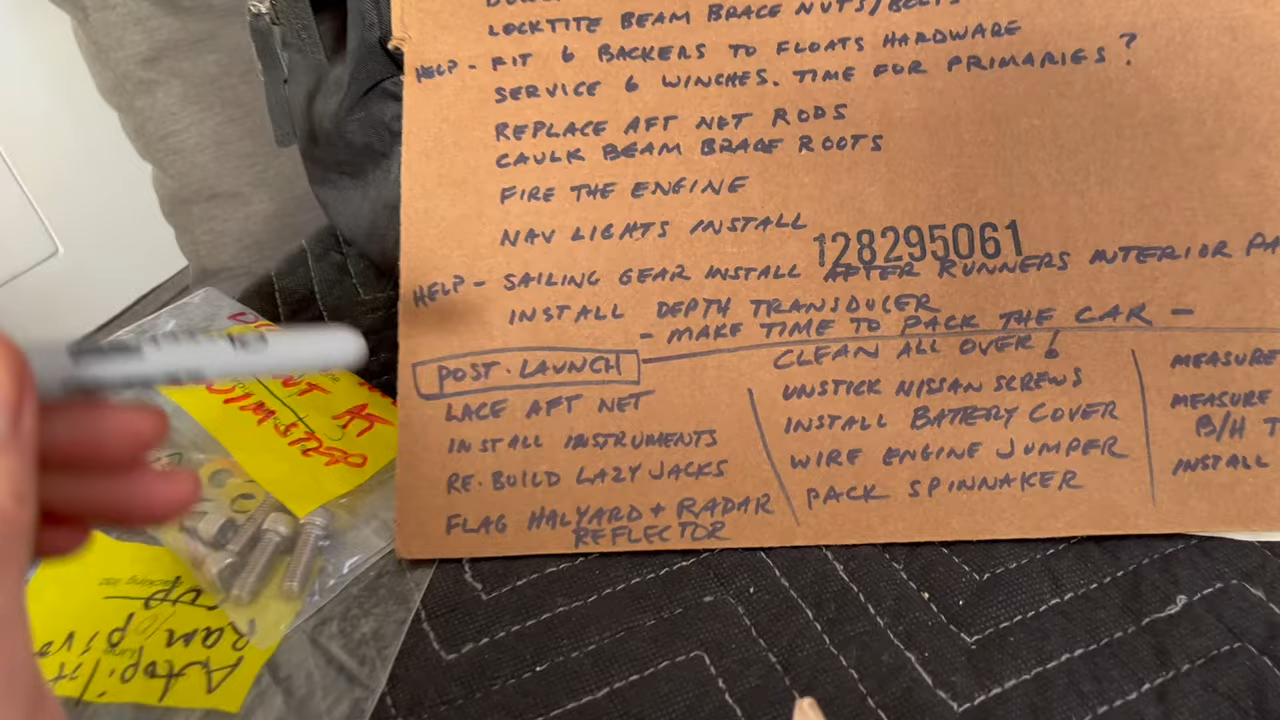 LOCKTITE BEAM BRACE NUTS/BOLTS
HELP - FIT 6 BACKERS TO FLOATS HARDWARE
SERVICE 6 WINCHES. TIME FOR PRIMARIES?
REPLACE AFT NET RODS
CAULK BEAM BRACE ROOTS
FIRE THE ENGINE
NAV LIGHTS INSTALL
128295061
HELP - SAILING GEAR INSTALL AFTER RUNNERS INTERIOR PA
INSTALL DEPTH TRANSDUCER
- MAKE TIME TO PACK THE CAR -
POST. LAUNCH
LACE AFT NET
INSTALL INSTRUMENTS
RE. BUILD LAZY JACKS
FLAG HALYARD + RADAR
REFLECTOR
CLEAN ALL OVER!
UNSTICK NISSAN SCREWS
INSTALL BATTERY COVER
WIRE ENGINE JUMPER
PACK SPINNAKER
MEASURE
MEASURE
B/H T
INSTALL
AT
Autopilot
Ram